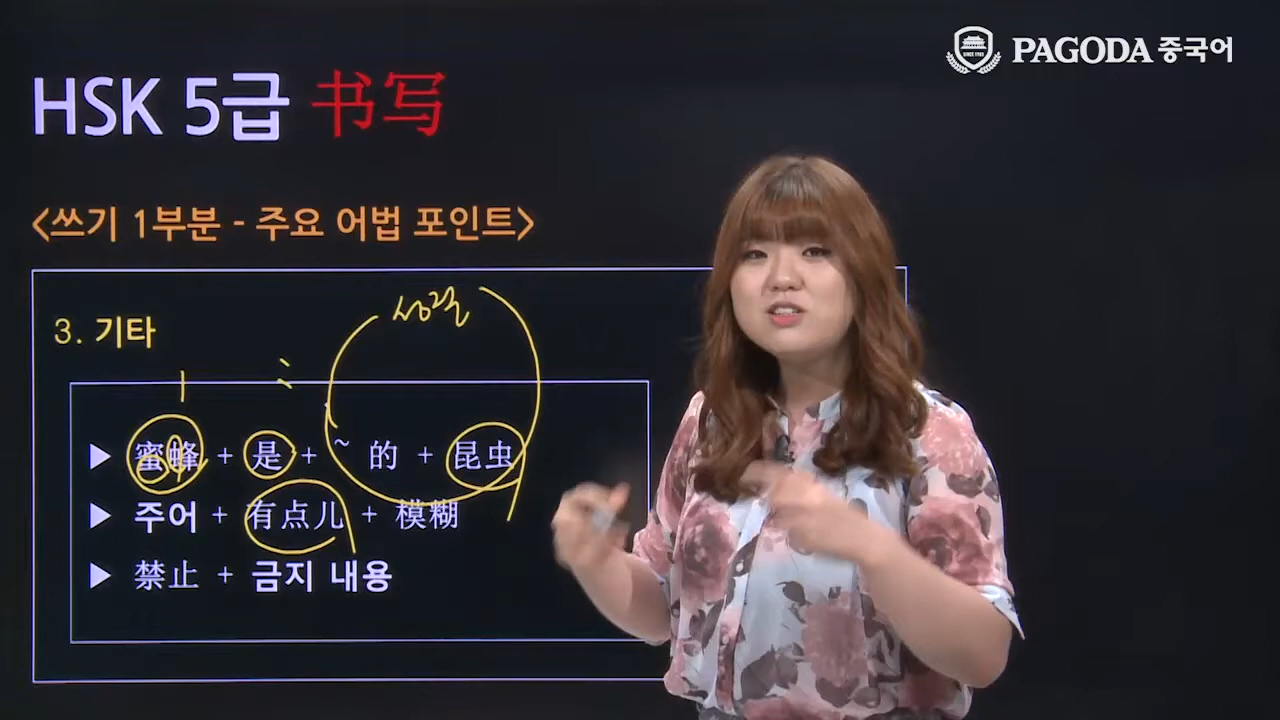 PAGODA 중국어
HSK 5급 书写
<쓰기 1부분 - 주요 어법 포인트>
3. 기타
성질
▶ 蜜蜂 + 是 + ~ 的 + 昆虫
▶ 주어 + 有点儿 + 模糊
▶ 禁止 + 금지 내용